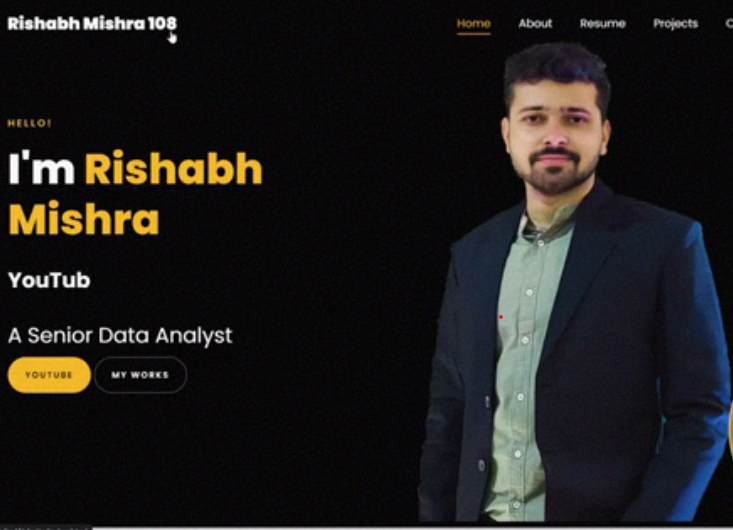 Rishabh Mishra 108
Home About Resume Projects C
HELLO!
I'm Rishabh
Mishra
YouTub
A Senior Data Analyst
YOUTUBE MY WORKS